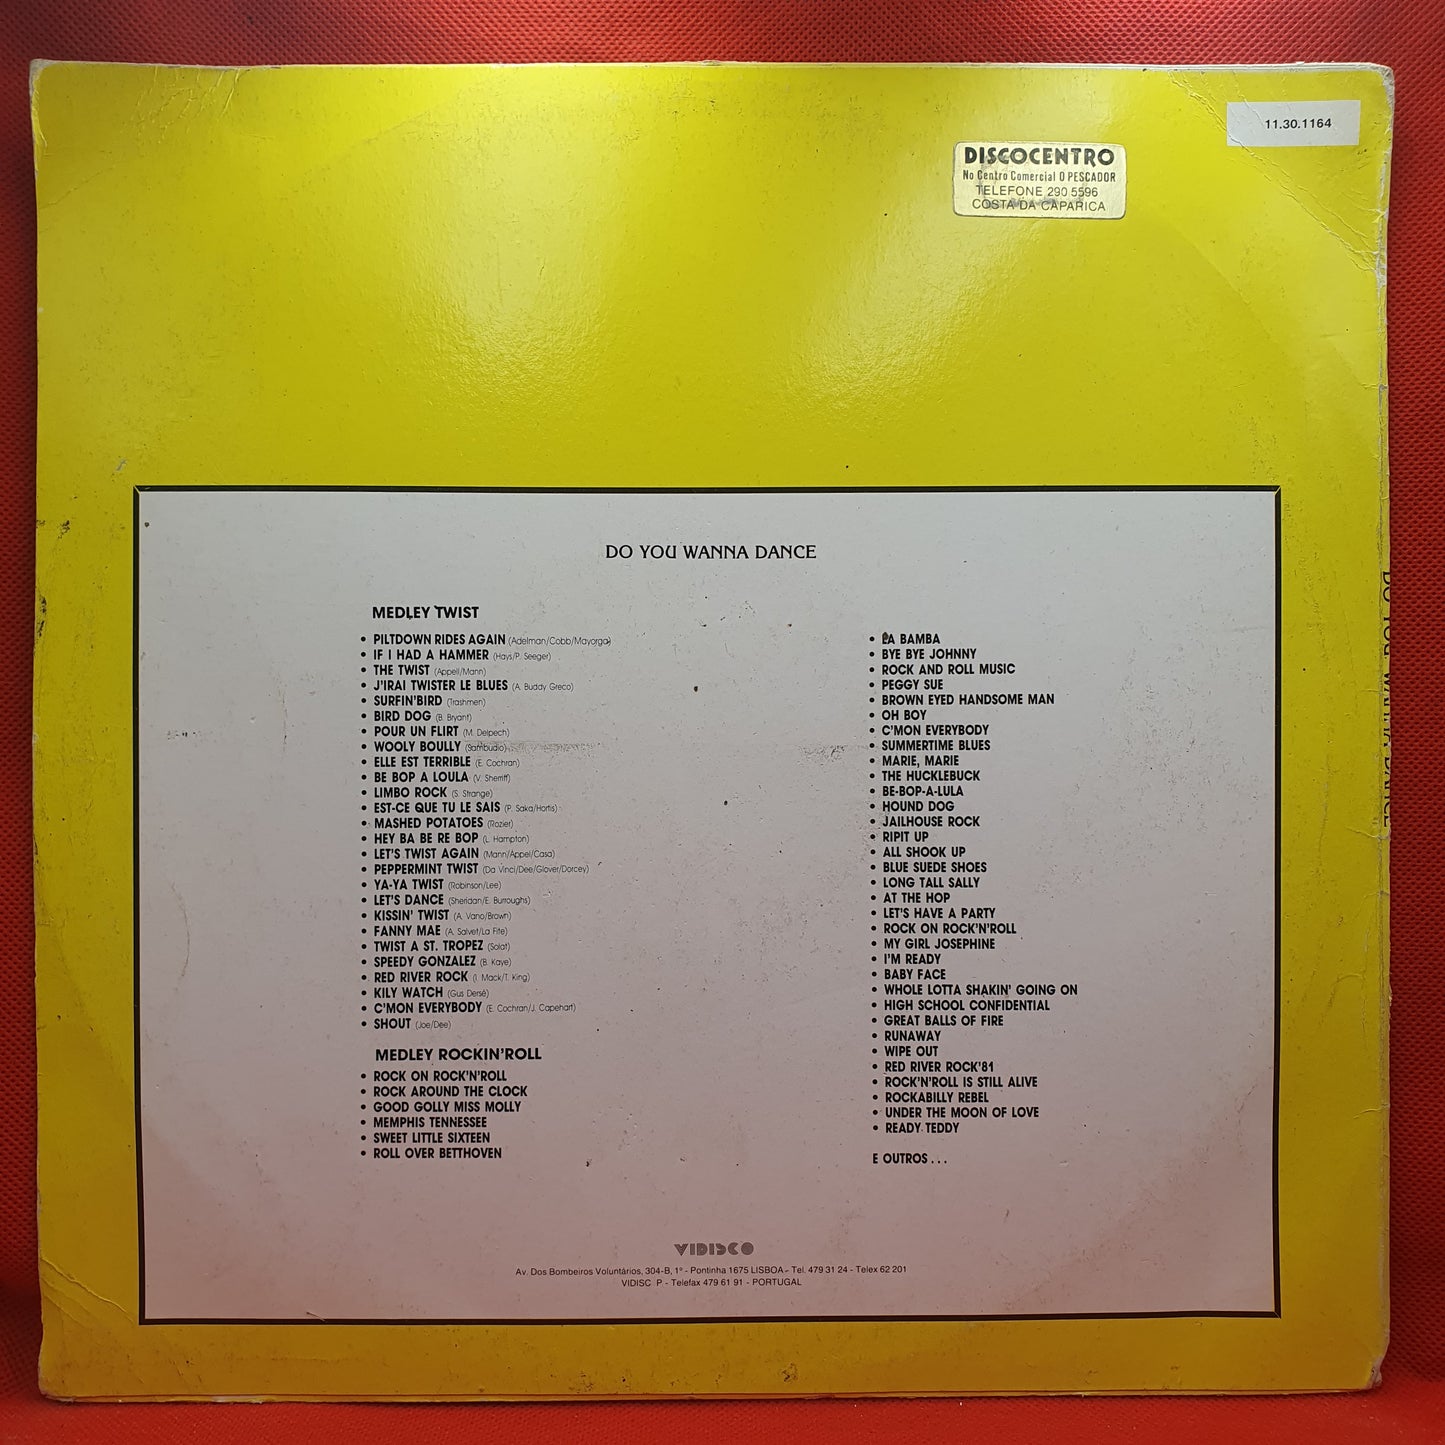 11.30.1164
DISCOCENTRO
No Centro Comercial O PESCADOR
TELEFONE 290 5596
COSTA DA CAPARICA
DO YOU WANNA DANCE
MEDLEY TWIST
• PILTDOWN RIDES AGAIN (Adelman/Cobb/Mayorga)
• IF I HAD A HAMMER (Hays/P. Seeger)
• THE TWIST (Appell/Mann)
• J'IRAI TWISTER LE BLUES (A. Buddy Greco)
• SURFIN'BIRD (Trashmen)
• BIRD DOG (B. Bryant)
• POUR UN FLIRT (M. Delpech)
• WOOLY BOULLY (Sambudio)
• ELLE EST TERRIBLE (E. Cochran)
• BE BOP A LOULA (V. Sherriff)
• LIMBO ROCK (S. Strange)
• EST-CE QUE TU LE SAIS (P. Saka/Hortis)
• MASHED POTATOES (Rozier)
• HEY BA BE RE BOP (L. Hampton)
• LET'S TWIST AGAIN (Mann/Appel/Casa)
• PEPPERMINT TWIST (Da Vinci/Dee/Glover/Dorcey)
• YA-YA TWIST (Robinson/Lee)
• LET'S DANCE (Sheridan/E. Burroughs)
• KISSIN' TWIST (A. Vano/Brown)
• FANNY MAE (A. Salvet/La Fite)
• TWIST A ST. TROPEZ (Solat)
• SPEEDY GONZALEZ (B. Kaye)
• RED RIVER ROCK (I. Mack/T. King)
• KILY WATCH (Gus Dersé)
• C'MON EVERYBODY (E. Cochran/J. Capehart)
• SHOUT (Joe/Dee)
MEDLEY ROCKIN'ROLL
• ROCK ON ROCK'N'ROLL
• ROCK AROUND THE CLOCK
• GOOD GOLLY MISS MOLLY
• MEMPHIS TENNESSEE
• SWEET LITTLE SIXTEEN
• ROLL OVER BETTHOVEN
• LA BAMBA
• BYE BYE JOHNNY
• ROCK AND ROLL MUSIC
• PEGGY SUE
• BROWN EYED HANDSOME MAN
• OH BOY
• C'MON EVERYBODY
• SUMMERTIME BLUES
• MARIE, MARIE
• THE HUCKLEBUCK
• BE-BOP-A-LULA
• HOUND DOG
• JAILHOUSE ROCK
• RIPIT UP
• ALL SHOOK UP
• BLUE SUEDE SHOES
• LONG TALL SALLY
• AT THE HOP
• LET'S HAVE A PARTY
• ROCK ON ROCK'N'ROLL
• MY GIRL JOSEPHINE
• I'M READY
• BABY FACE
• WHOLE LOTTA SHAKIN' GOING ON
• HIGH SCHOOL CONFIDENTIAL
• GREAT BALLS OF FIRE
• RUNAWAY
• WIPE OUT
• RED RIVER ROCK'81
• ROCK'N'ROLL IS STILL ALIVE
• ROCKABILLY REBEL
• UNDER THE MOON OF LOVE
• READY TEDDY
E OUTROS...
VIDISCO
Av. Dos Bombeiros Voluntários, 304-B, 1º - Pontinha 1675 LISBOA - Tel. 479 31 24 - Telex 62 201
VIDISC P - Telefax 479 61 91 - PORTUGAL
DO YOU WANNA DANCE